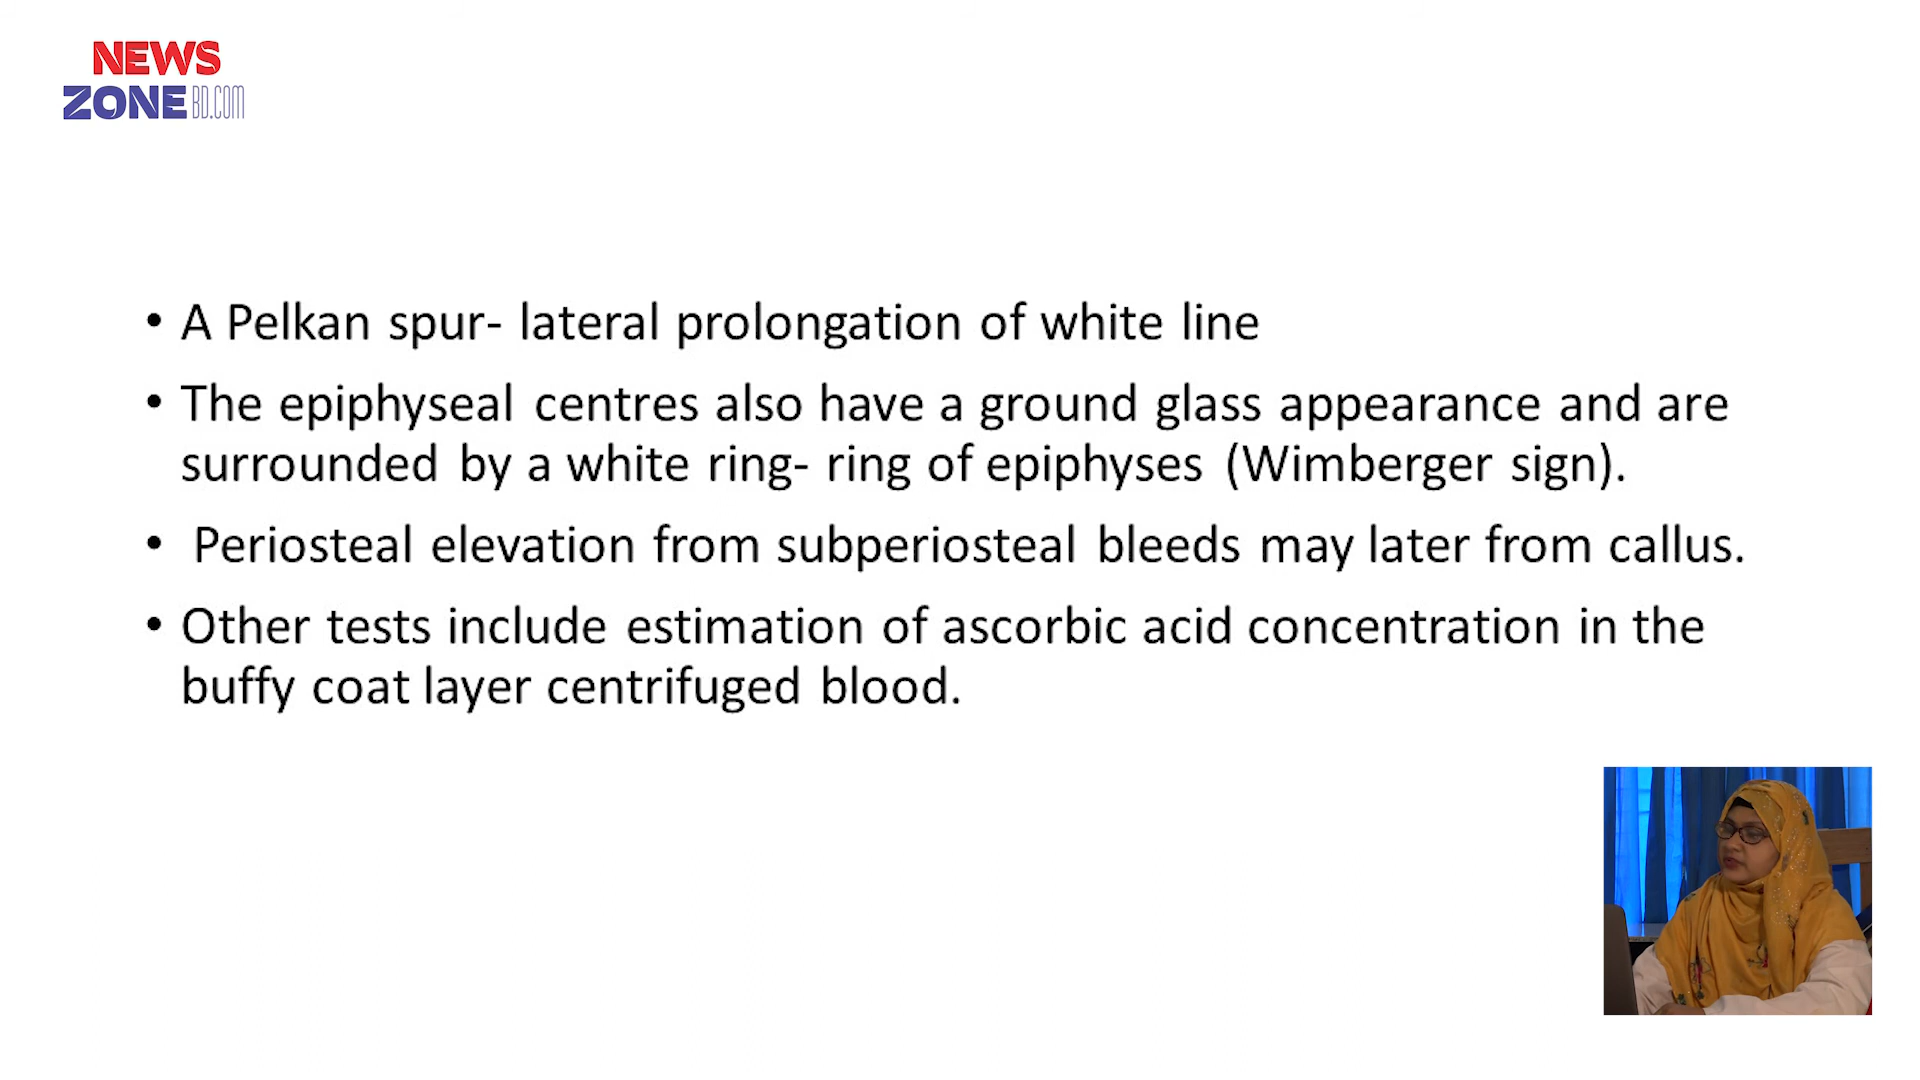 NEWS
ZONE BD.COM
• A Pelkan spur- lateral prolongation of white line
• The epiphyseal centres also have a ground glass appearance and are
surrounded by a white ring- ring of epiphyses (Wimberger sign).
• Periosteal elevation from subperiosteal bleeds may later from callus.
• Other tests include estimation of ascorbic acid concentration in the
buffy coat layer centrifuged blood.